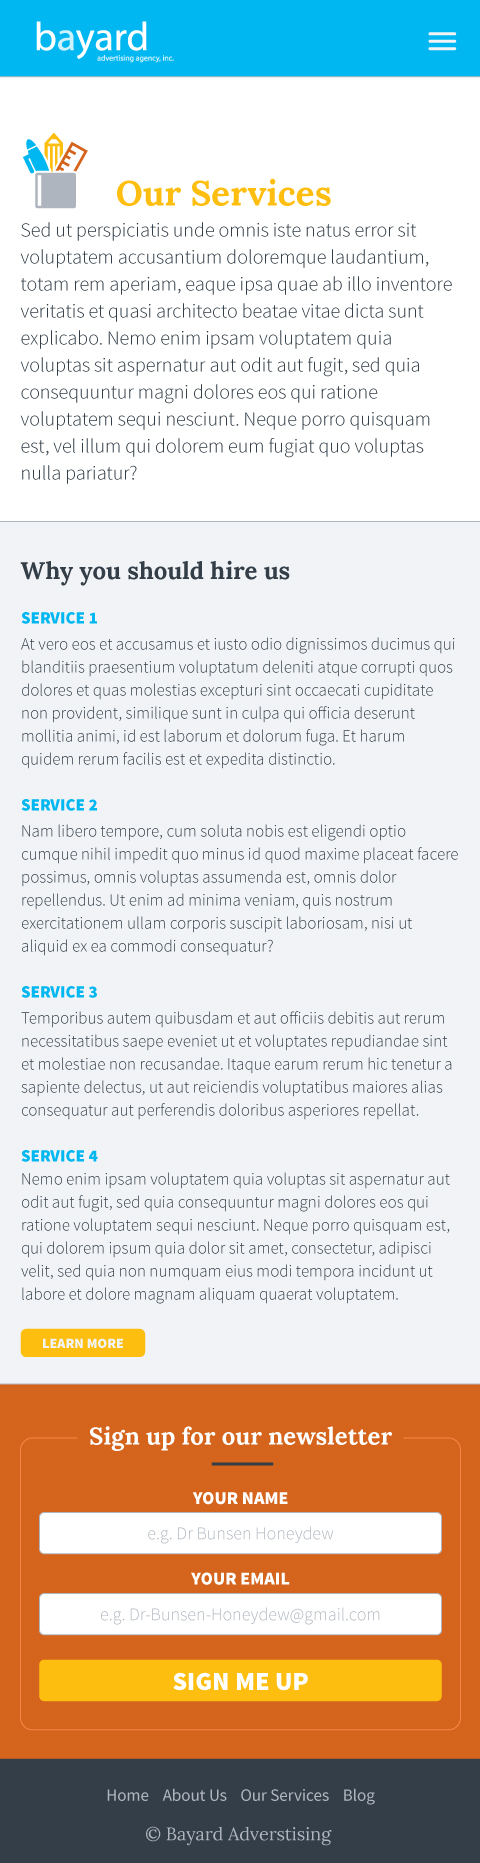 bayard
advertising agency, inc.
Our Services
Sed ut perspiciatis unde omnis iste natus error sit
voluptatem accusantium doloremque laudantium,
totam rem aperiam, eaque ipsa quae ab illo inventore
veritatis et quasi architecto beatae vitae dicta sunt
explicabo. Nemo enim ipsam voluptatem quia
voluptas sit aspernatur aut odit aut fugit, sed quia
consequuntur magni dolores eos qui ratione
voluptatem sequi nesciunt. Neque porro quisquam
est, vel illum qui dolorem eum fugiat quo voluptas
nulla pariatur?
Why you should hire us
SERVICE 1
At vero eos et accusamus et iusto odio dignissimos ducimus qui
blanditiis praesentium voluptatum deleniti atque corrupti quos
dolores et quas molestias excepturi sint occaecati cupiditate
non provident, similique sunt in culpa qui officia deserunt
mollitia animi, id est laborum et dolorum fuga. Et harum
quidem rerum facilis est et expedita distinctio.
SERVICE 2
Nam libero tempore, cum soluta nobis est eligendi optio
cumque nihil impedit quo minus id quod maxime placeat facere
possimus, omnis voluptas assumenda est, omnis dolor
repellendus. Ut enim ad minima veniam, quis nostrum
exercitationem ullam corporis suscipit laboriosam, nisi ut
aliquid ex ea commodi consequatur?
SERVICE 3
Temporibus autem quibusdam et aut officiis debitis aut rerum
necessitatibus saepe eveniet ut et voluptates repudiandae sint
et molestiae non recusandae. Itaque earum rerum hic tenetur a
sapiente delectus, ut aut reiciendis voluptatibus maiores alias
consequatur aut perferendis doloribus asperiores repellat.
SERVICE 4
Nemo enim ipsam voluptatem quia voluptas sit aspernatur aut
odit aut fugit, sed quia consequuntur magni dolores eos qui
ratione voluptatem sequi nesciunt. Neque porro quisquam est,
qui dolorem ipsum quia dolor sit amet, consectetur, adipisci
velit, sed quia non numquam eius modi tempora incidunt ut
labore et dolore magnam aliquam quaerat voluptatem.
LEARN MORE
Sign up for our newsletter
YOUR NAME
e.g. Dr Bunsen Honeydew
YOUR EMAIL
e.g. Dr-Bunsen-Honeydew@gmail.com
SIGN ME UP
Home About Us Our Services Blog
© Bayard Adverstising